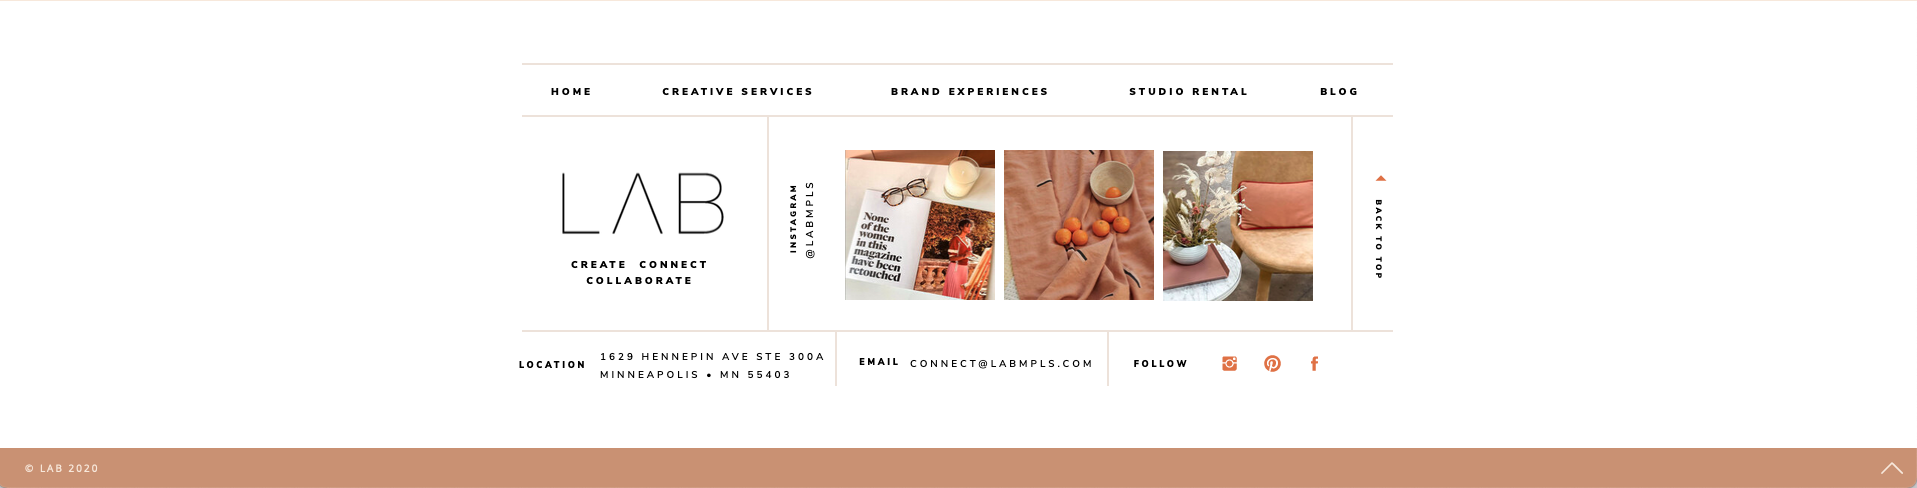 HOME CREATIVE SERVICES BRAND EXPERIENCES STUDIO RENTAL BLOG
LAB
CREATE CONNECT
COLLABORATE
INSTAGRAM
@LABMPLS
None
of the
women
in this
magazine
have been
retouched
BACK TO TOP
LOCATION
1629 HENNEPIN AVE STE 300A
MINNEAPOLIS • MN 55403
EMAIL CONNECT@LABMPLS.COM
FOLLOW
© LAB 2020